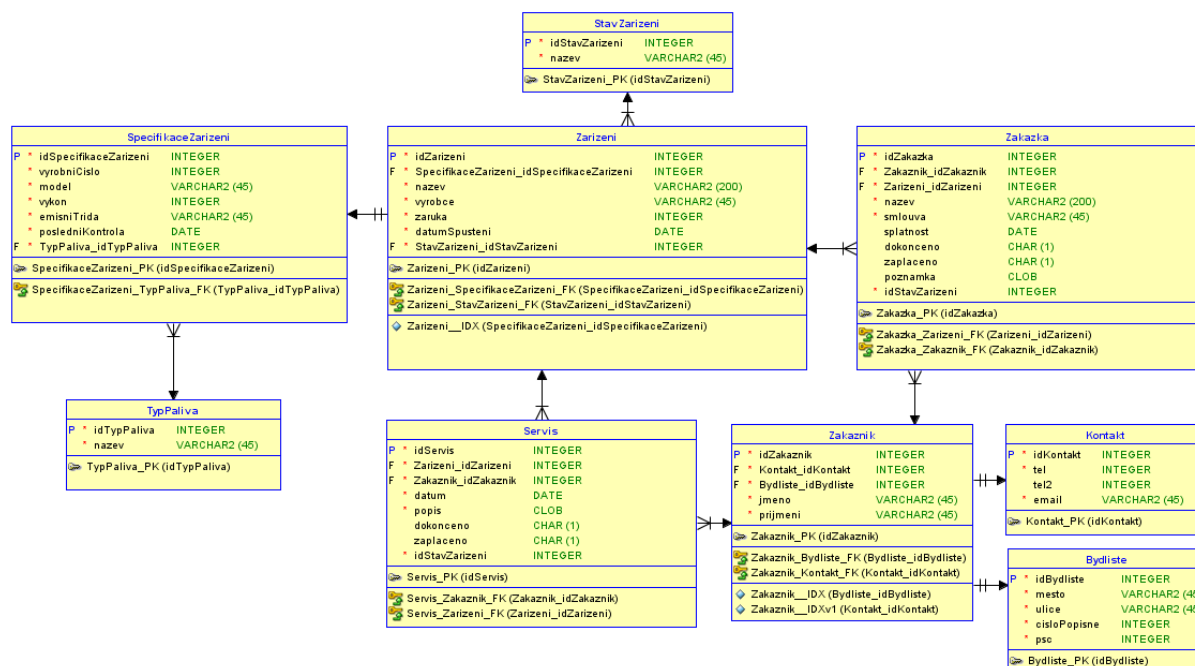 StavZarizeni
P * idStavZarizeni INTEGER
* nazev VARCHAR2 (45)
StavZarizeni_PK (idStavZarizeni)
SpecifikaceZarizeni
P * idSpecifikaceZarizeni INTEGER
* vyrobniCislo INTEGER
* model VARCHAR2 (45)
* vykon INTEGER
* emisniTrida VARCHAR2 (45)
* posledniKontrola DATE
F * TypPaliva_idTypPaliva INTEGER
SpecifikaceZarizeni_PK (idSpecifikaceZarizeni)
SpecifikaceZarizeni_TypPaliva_FK (TypPaliva_idTypPaliva)
Zarizeni
P * idZarizeni INTEGER
F * SpecifikaceZarizeni_idSpecifikaceZarizeni INTEGER
* nazev VARCHAR2 (200)
* vyrobce VARCHAR2 (45)
* zaruka INTEGER
* datumSpusteni DATE
F * StavZarizeni_idStavZarizeni INTEGER
Zarizeni_PK (idZarizeni)
Zarizeni_SpecifikaceZarizeni_FK (SpecifikaceZarizeni_idSpecifikaceZarizeni)
Zarizeni_StavZarizeni_FK (StavZarizeni_idStavZarizeni)
Zarizeni__IDX (SpecifikaceZarizeni_idSpecifikaceZarizeni)
Zakazka
P * idZakazka INTEGER
F * Zakaznik_idZakaznik INTEGER
F * Zarizeni_idZarizeni INTEGER
* nazev VARCHAR2 (200)
* smlouva VARCHAR2 (45)
splatnost DATE
dokonceno CHAR (1)
zaplaceno CHAR (1)
poznamka CLOB
* idStavZarizeni INTEGER
Zakazka_PK (idZakazka)
Zakazka_Zarizeni_FK (Zarizeni_idZarizeni)
Zakazka_Zakaznik_FK (Zakaznik_idZakaznik)
TypPaliva
P * idTypPaliva INTEGER
* nazev VARCHAR2 (45)
TypPaliva_PK (idTypPaliva)
Servis
P * idServis INTEGER
F * Zarizeni_idZarizeni INTEGER
F * Zakaznik_idZakaznik INTEGER
* datum DATE
* popis CLOB
dokonceno CHAR (1)
zaplaceno CHAR (1)
* idStavZarizeni INTEGER
Servis_PK (idServis)
Servis_Zakaznik_FK (Zakaznik_idZakaznik)
Servis_Zarizeni_FK (Zarizeni_idZarizeni)
Zakaznik
P * idZakaznik INTEGER
F * Kontakt_idKontakt INTEGER
F * Bydliste_idBydliste INTEGER
* jmeno VARCHAR2 (45)
* prijmeni VARCHAR2 (45)
Zakaznik_PK (idZakaznik)
Zakaznik_Bydliste_FK (Bydliste_idBydliste)
Zakaznik_Kontakt_FK (Kontakt_idKontakt)
Zakaznik__IDX (Bydliste_idBydliste)
Zakaznik__IDXv1 (Kontakt_idKontakt)
Kontakt
P * idKontakt INTEGER
* tel INTEGER
tel2 INTEGER
* email VARCHAR2 (45)
Kontakt_PK (idKontakt)
Bydliste
P * idBydliste INTEGER
* mesto VARCHAR2 (45
* ulice VARCHAR2 (45
* cisloPopisne INTEGER
* psc INTEGER
Bydliste_PK (idBydliste)